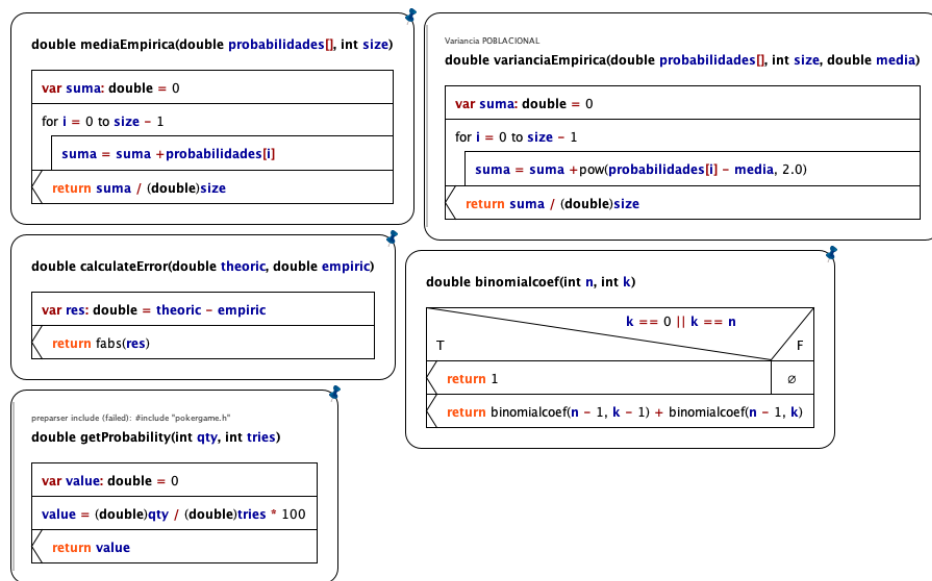 double mediaEmpirica(double probabilidades[], int size)
var suma: double = 0
for i = 0 to size - 1
suma = suma +probabilidades[i]
return suma / (double)size
Variancia POBLACIONAL
double varianciaEmpirica(double probabilidades[], int size, double media)
var suma: double = 0
for i = 0 to size - 1
suma = suma +pow(probabilidades[i] - media, 2.0)
return suma / (double)size
double calculateError(double theoric, double empiric)
var res: double = theoric - empiric
return fabs(res)
double binomialcoef(int n, int k)
k == 0 || k == n
T F
return 1 ∅
return binomialcoef(n - 1, k - 1) + binomialcoef(n - 1, k)
preparser include (failed): #include "pokergame.h"
double getProbability(int qty, int tries)
var value: double = 0
value = (double)qty / (double)tries * 100
return value